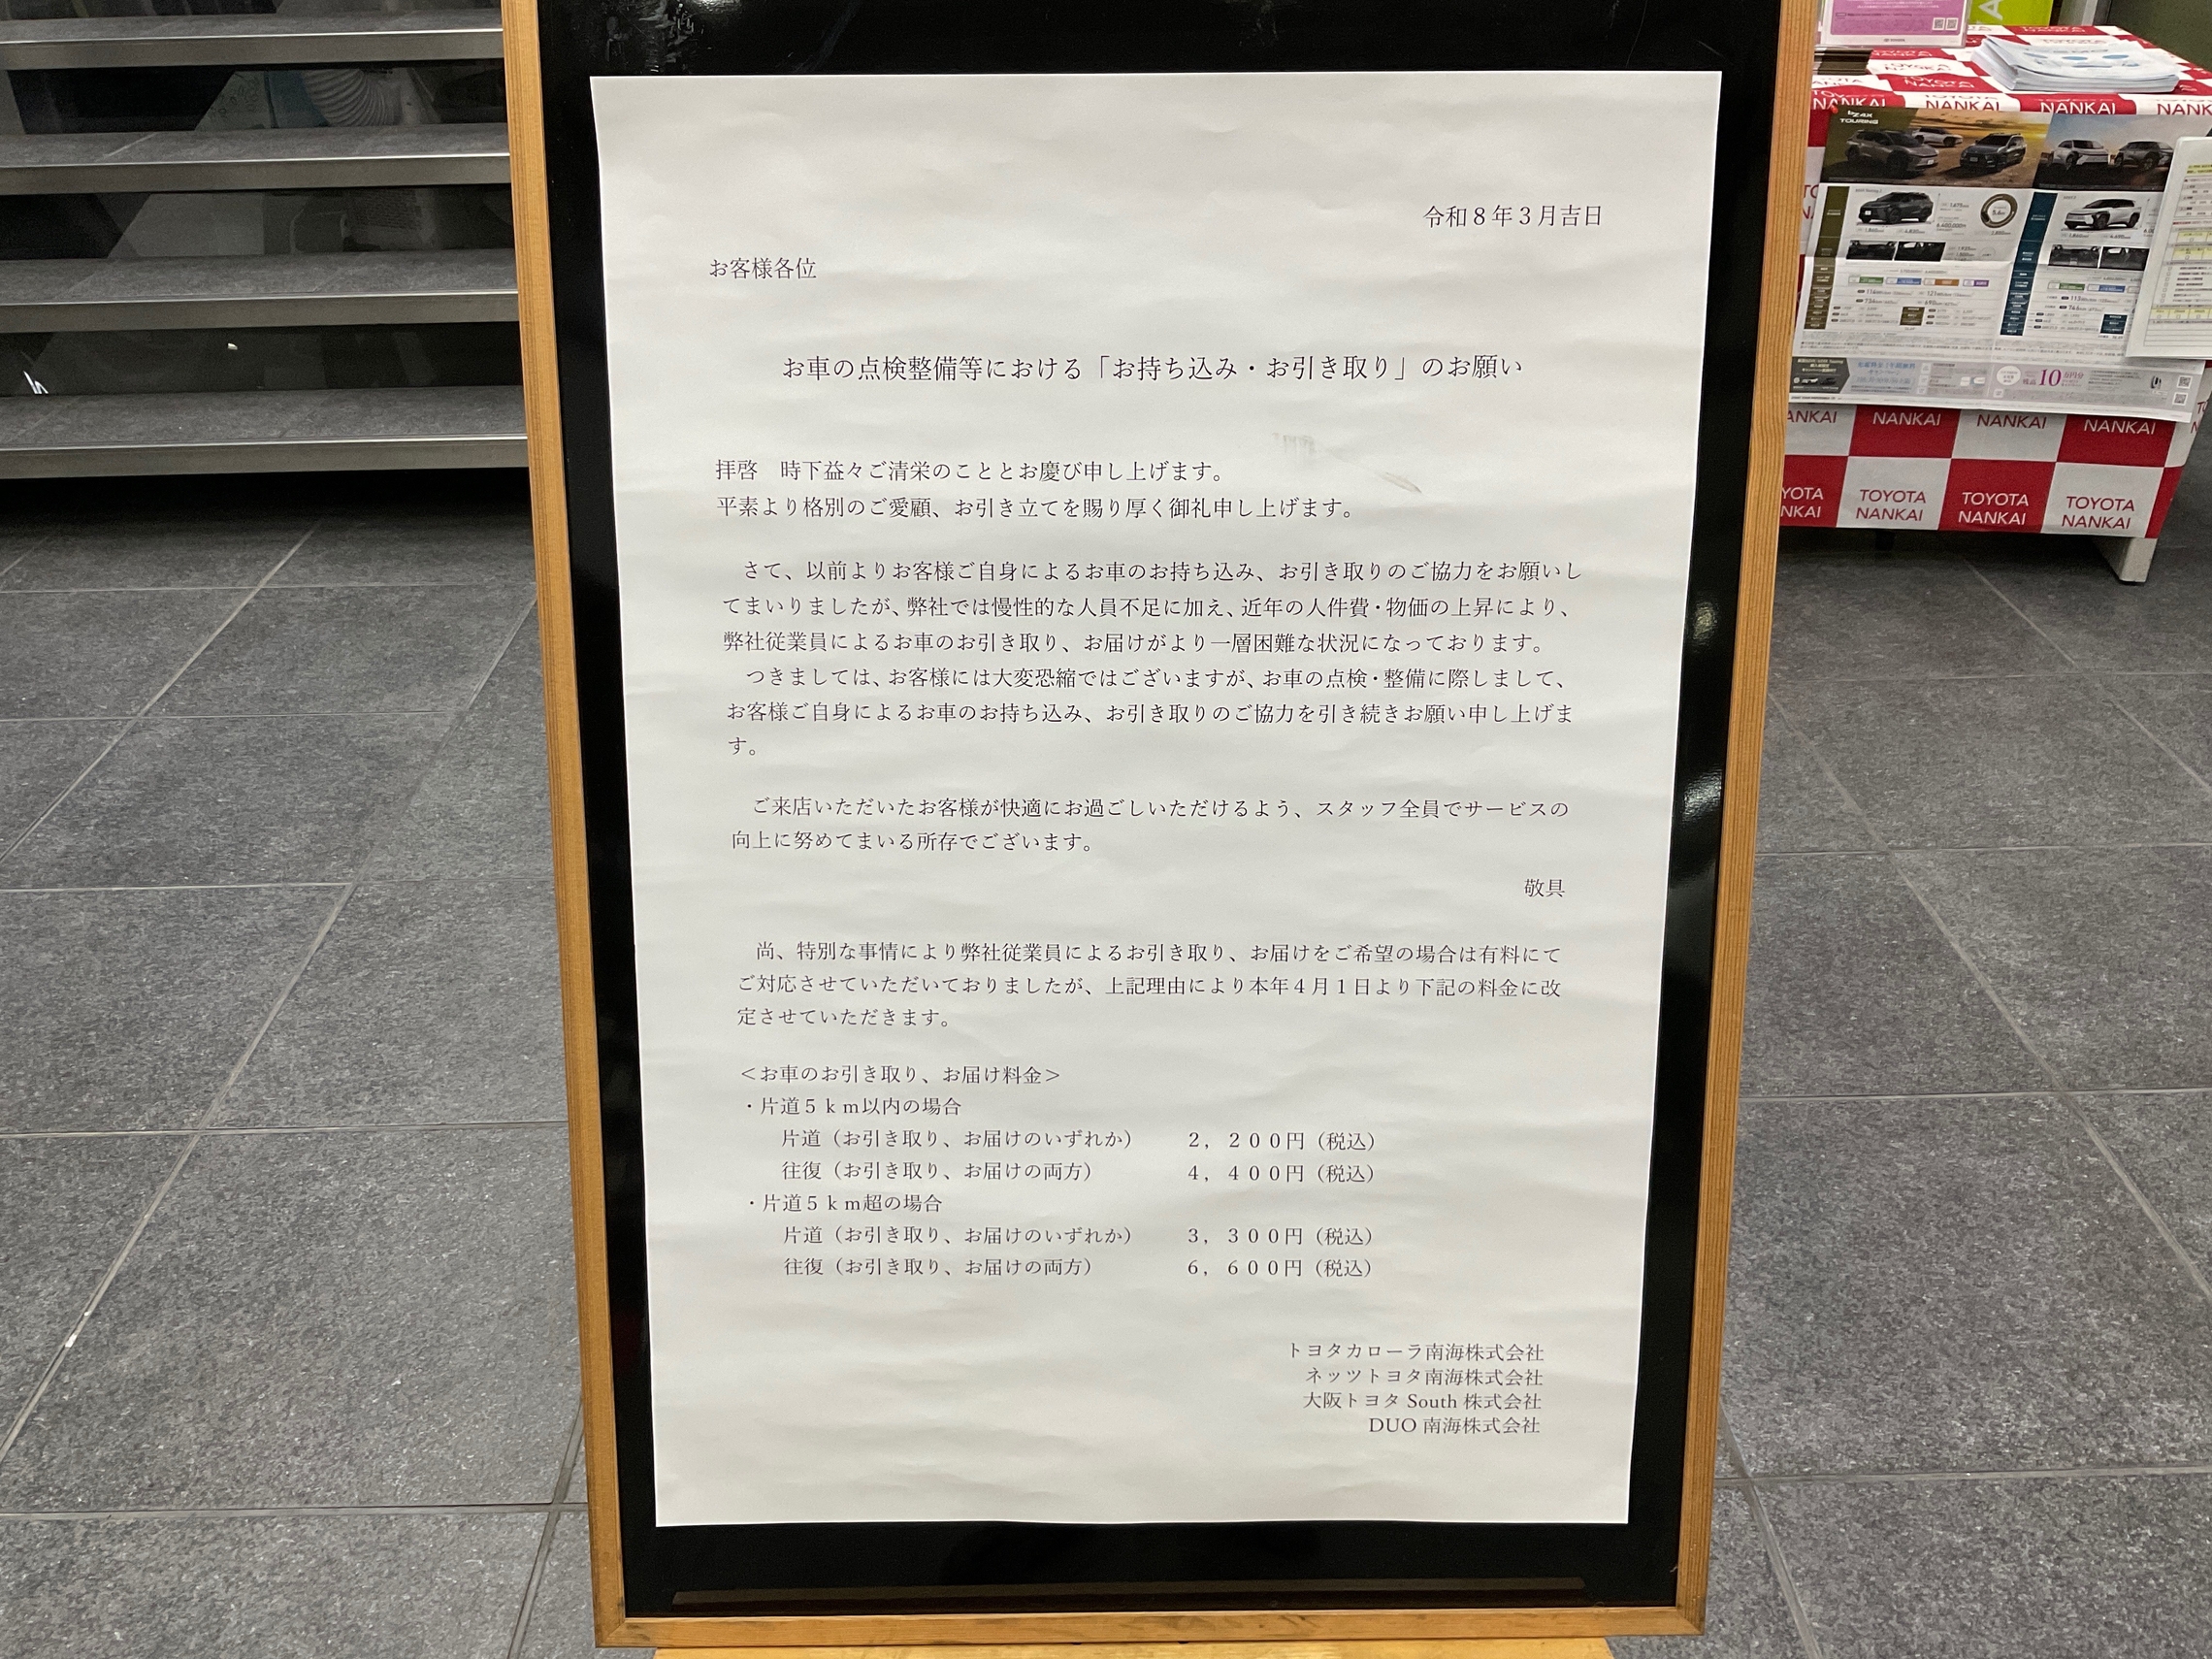 令和８年３月吉日
お客様各位
お車の点検整備等における「お持ち込み・お引き取り」のお願い
拝啓　時下益々ご清栄のこととお慶び申し上げます。
平素より格別のご愛顧、お引き立てを賜り厚く御礼申し上げます。
さて、以前よりお客様ご自身によるお車のお持ち込み、お引き取りのご協力をお願いし
てまいりましたが、弊社では慢性的な人員不足に加え、近年の人件費・物価の上昇により、
弊社従業員によるお車のお引き取り、お届けがより一層困難な状況になっております。
つきましては、お客様には大変恐縮ではございますが、お車の点検・整備に際しまして、
お客様ご自身によるお車のお持ち込み、お引き取りのご協力を引き続きお願い申し上げま
す。
ご来店いただいたお客様が快適にお過ごしいただけるよう、スタッフ全員でサービスの
向上に努めてまいる所存でございます。
敬具
尚、特別な事情により弊社従業員によるお引き取り、お届けをご希望の場合は有料にて
ご対応させていただいておりましたが、上記理由により本年４月１日より下記の料金に改
定させていただきます。
＜お車のお引き取り、お届け料金＞
・片道５ｋｍ以内の場合
片道（お引き取り、お届けのいずれか）　２，２００円（税込）
往復（お引き取り、お届けの両方）　４，４００円（税込）
・片道５ｋｍ超の場合
片道（お引き取り、お届けのいずれか）　３，３００円（税込）
往復（お引き取り、お届けの両方）　６，６００円（税込）
トヨタカローラ南海株式会社
ネッツトヨタ南海株式会社
大阪トヨタ South 株式会社
DUO 南海株式会社
NANKAI NANKAI NANKAI
bZ4X
TOURING
10万円分
NANKAI NANKAI NANKAI NANKAI
TOYOTA TOYOTA TOYOTA
NANKAI NANKAI NANKAI